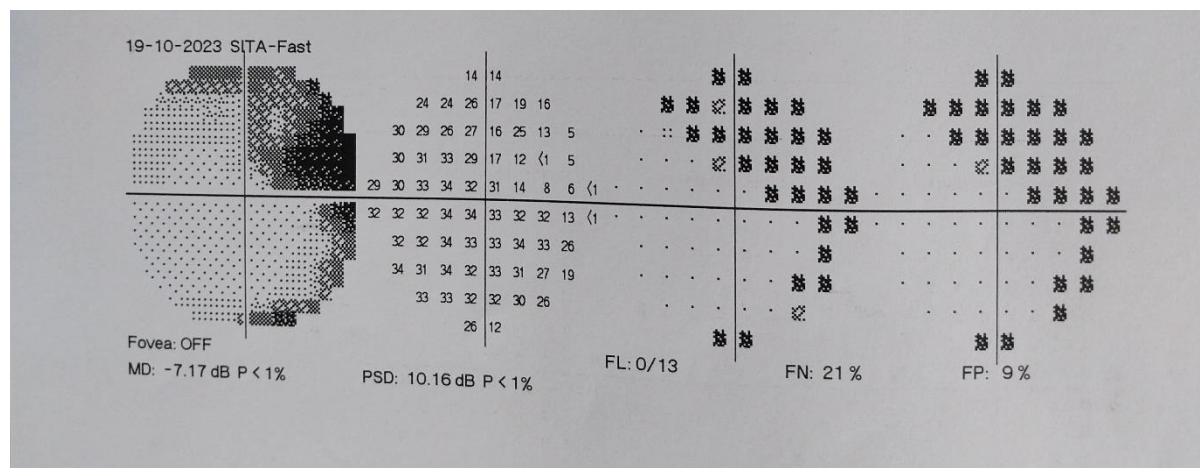 19-10-2023 SITA-Fast
14 14
24 24 26 17 19 16
30 29 26 27 16 25 13 5
30 31 33 29 17 12 ⟨1 5
29 30 33 34 32 31 14 8 6 ⟨1
32 32 32 34 34 33 32 32 13 ⟨1
32 32 34 33 33 34 33 26
34 31 34 32 33 31 27 19
33 33 32 32 30 26
26 12
Fovea: OFF
MD: -7.17 dB P < 1%
PSD: 10.16 dB P < 1%
FL: 0/13
FN: 21 %
FP: 9 %